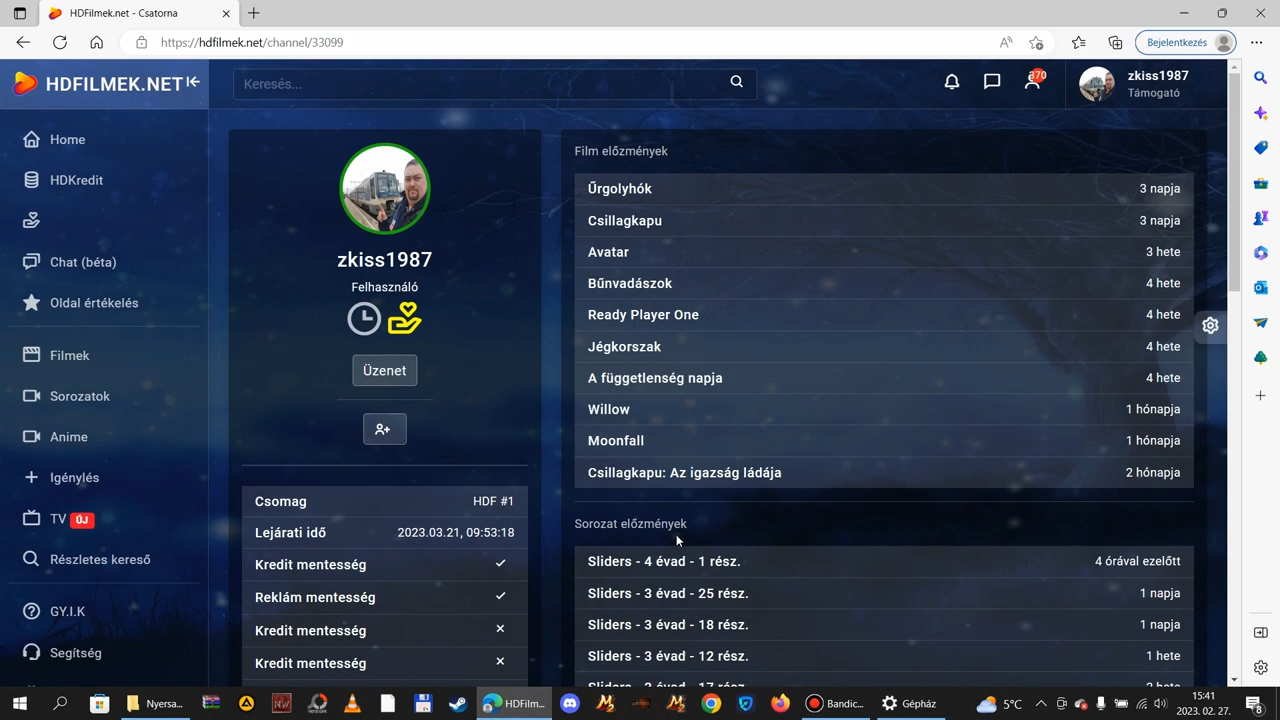 HDFilmek.net - Csatorna
https://hdfilmek.net/channel/33099
Bejelentkezés
HDFILMEK.NET
Keresés...
370
zkiss1987
Támogató
Home
HDKredit
Chat (béta)
Oldal értékelés
Filmek
Sorozatok
Anime
Igénylés
TV ÚJ
Részletes kereső
GY.I.K
Segítség
zkiss1987
Felhasználó
Üzenet
Csomag HDF #1
Lejárati idő 2023.03.21, 09:53:18
Kredit mentesség
Reklám mentesség
Kredit mentesség
Kredit mentesség
Film előzmények
Űrgolyhók 3 napja
Csillagkapu 3 napja
Avatar 3 hete
Bűnvadászok 4 hete
Ready Player One 4 hete
Jégkorszak 4 hete
A függetlenség napja 4 hete
Willow 1 hónapja
Moonfall 1 hónapja
Csillagkapu: Az igazság ládája 2 hónapja
Sorozat előzmények
Sliders - 4 évad - 1 rész. 4 órával ezelőtt
Sliders - 3 évad - 25 rész. 1 napja
Sliders - 3 évad - 18 rész. 1 napja
Sliders - 3 évad - 12 rész. 1 hete
Nyersa...
HDFilm...
Bandic...
Gépház
5°C
15:41
2023. 02. 27.
8